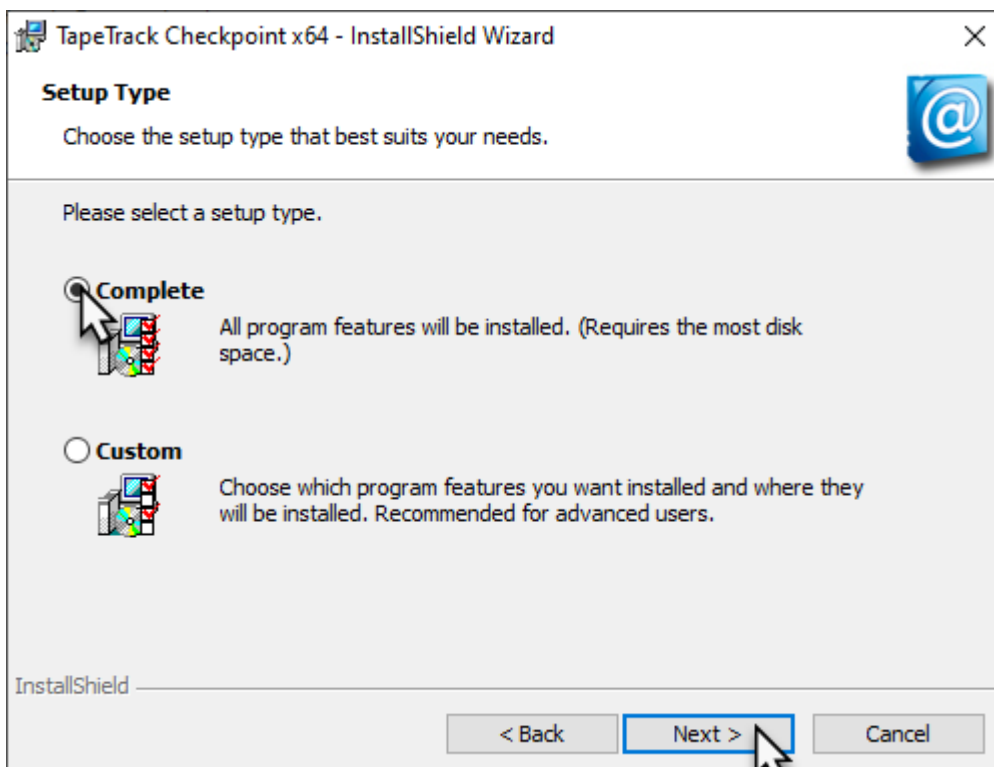 TapeTrack Checkpoint x64 - InstallShield Wizard
Setup Type
Choose the setup type that best suits your needs.
Please select a setup type.
Complete
All program features will be installed. (Requires the most disk
space.)
Custom
Choose which program features you want installed and where they
will be installed. Recommended for advanced users.
InstallShield
< Back
Next >
Cancel